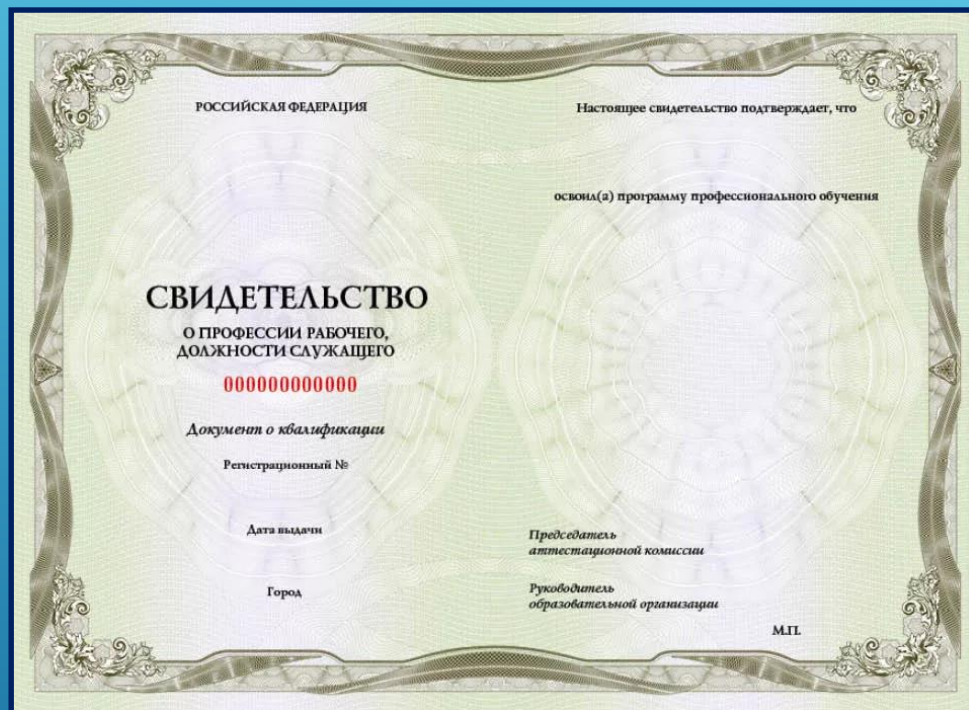 РОССИЙСКАЯ ФЕДЕРАЦИЯ
СВИДЕТЕЛЬСТВО
О ПРОФЕССИИ РАБОЧЕГО,
ДОЛЖНОСТИ СЛУЖАЩЕГО
000000000000
Документ о квалификации
Регистрационный №
Дата выдачи
Город
Настоящее свидетельство подтверждает, что
освоил(а) программу профессионального обучения
Председатель
аттестационной комиссии
Руководитель
образовательной организации
М.П.